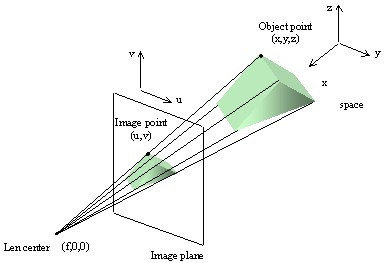 z
Object point
(x,y,z)
y
v
x
u
space
Image point
(u,v)
Len center (f,0,0)
Image plane